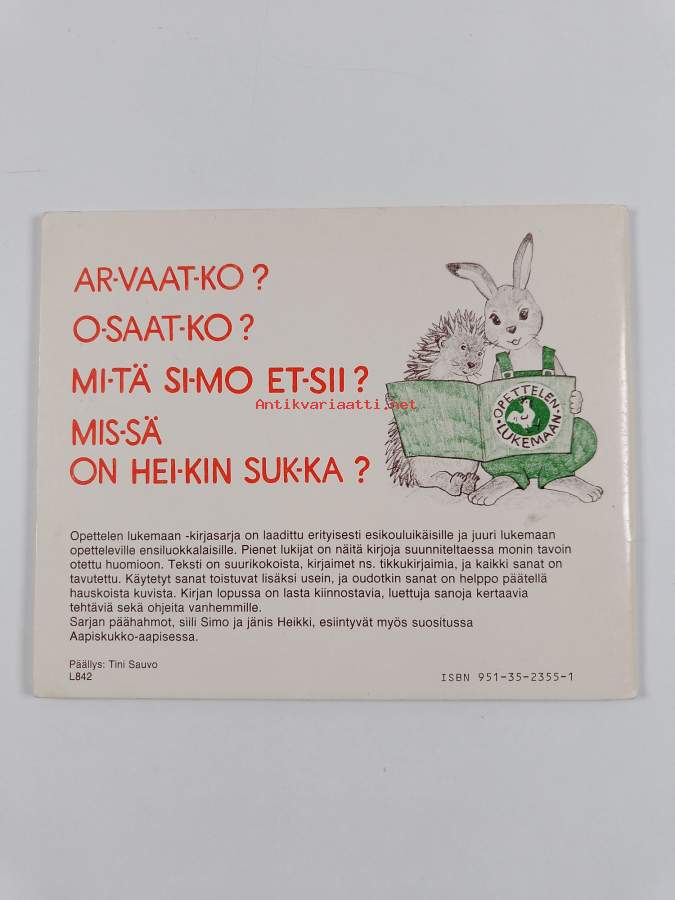 AR-VAAT-KO?
O-SAAT-KO?
MI-TÄ SI-MO ET-SII?
MIS-SÄ
ON HEI-KIN SUK-KA?
Antikvariaatti.net
OPETTELEN
LUKEMAAN
Opettelen lukemaan -kirjasarja on laadittu erityisesti esikouluikäisille ja juuri lukemaan
opetteleville ensiluokkalaisille. Pienet lukijat on näitä kirjoja suunniteltaessa monin tavoin
otettu huomioon. Teksti on suurikokoista, kirjaimet ns. tikkukirjaimia, ja kaikki sanat on
tavutettu. Käytetyt sanat toistuvat lisäksi usein, ja oudotkin sanat on helppo päätellä
hauskoista kuvista. Kirjan lopussa on lasta kiinnostavia, luettuja sanoja kertaavia
tehtäviä sekä ohjeita vanhemmille.
Sarjan päähahmot, siili Simo ja jänis Heikki, esiintyvät myös suositussa
Aapiskukko-aapisessa.
Päällys: Tini Sauvo
L842
ISBN 951-35-2355-1